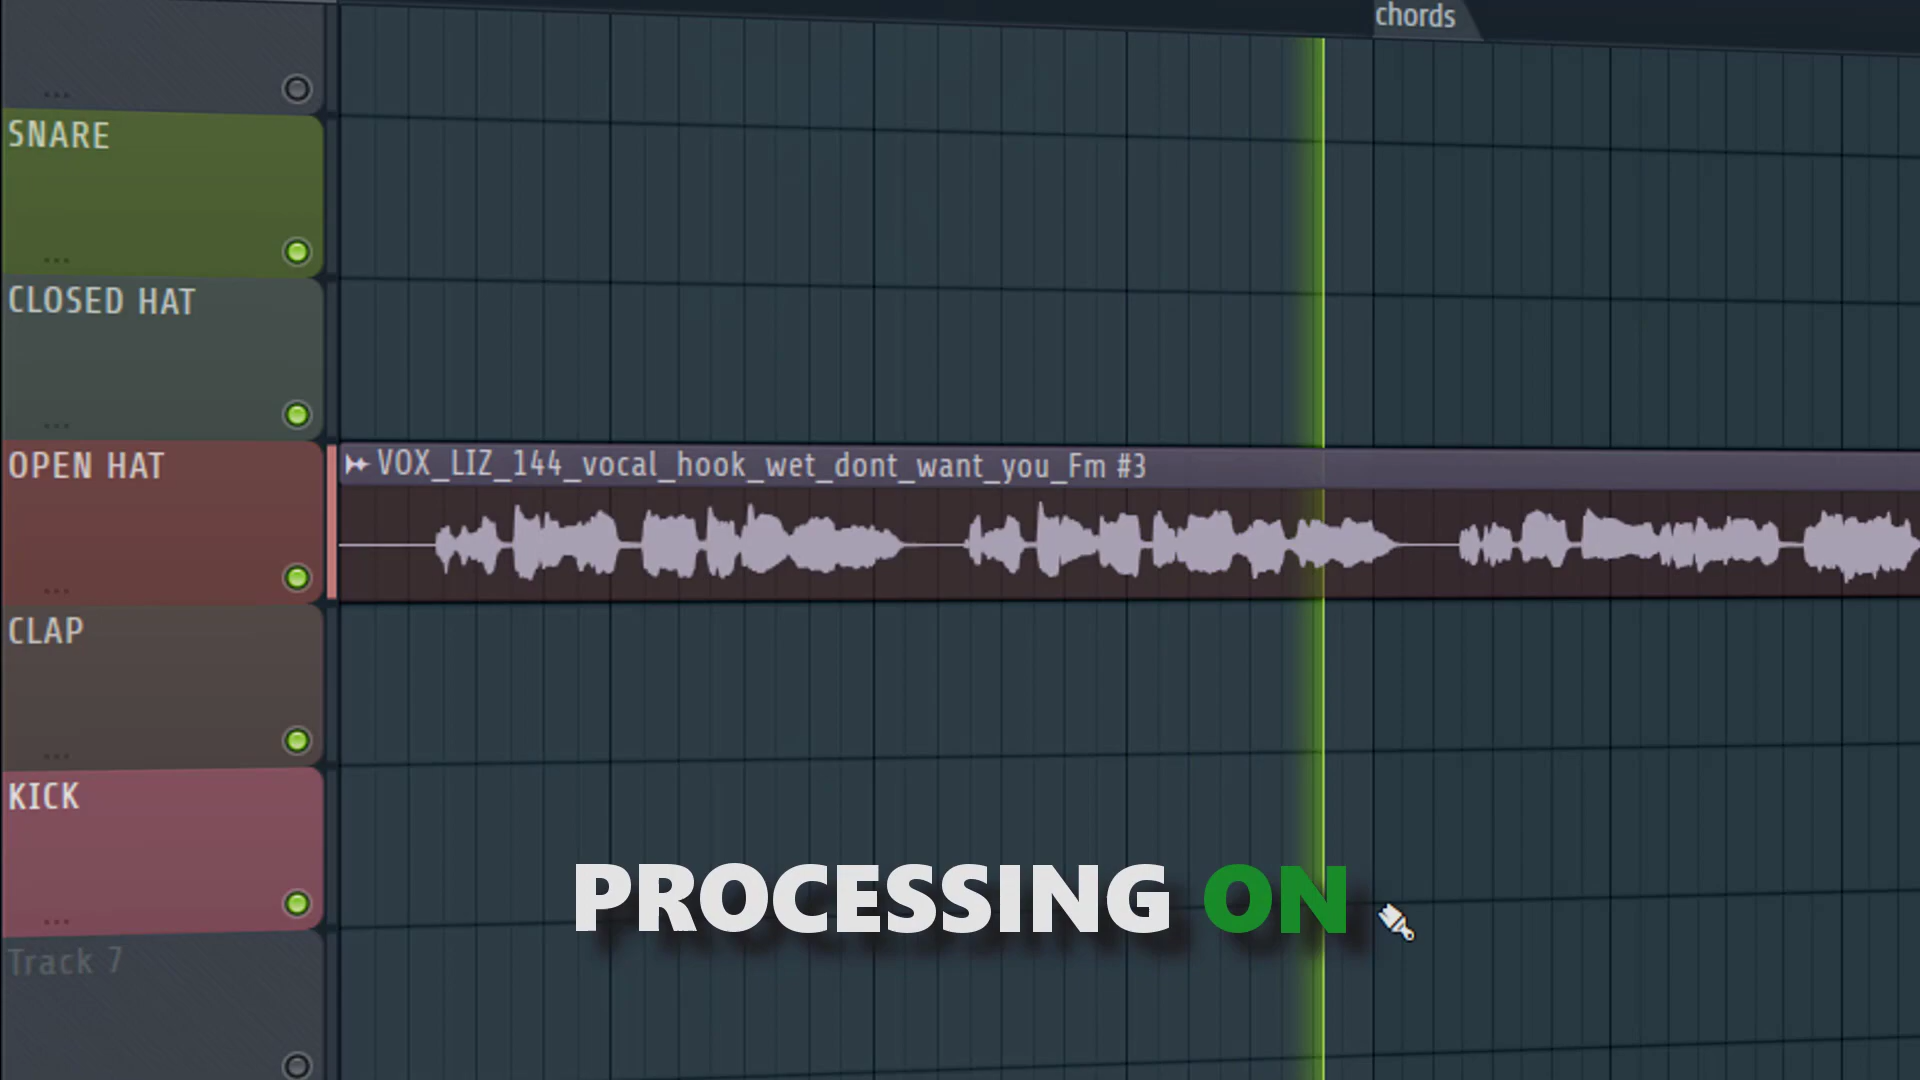 chords
SNARE
CLOSED HAT
OPEN HAT
VOX_LIZ_144_vocal_hook_wet_dont_want_you_Fm #3
CLAP
KICK
PROCESSING ON
Track 7